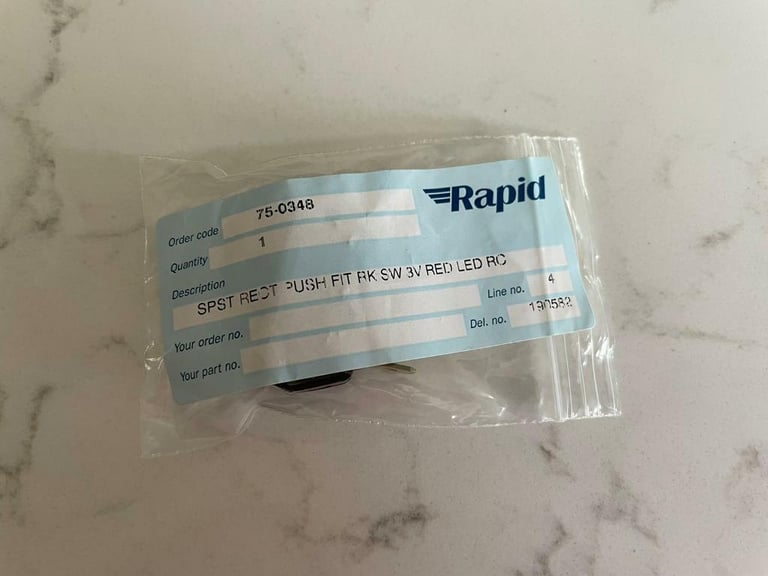 Rapid
Order code 75-0348
Quantity 1
Description
SPST RECT PUSH FIT RK SW 3V RED LED RC
Line no. 4
Your order no.
Del. no. 190582
Your part no.